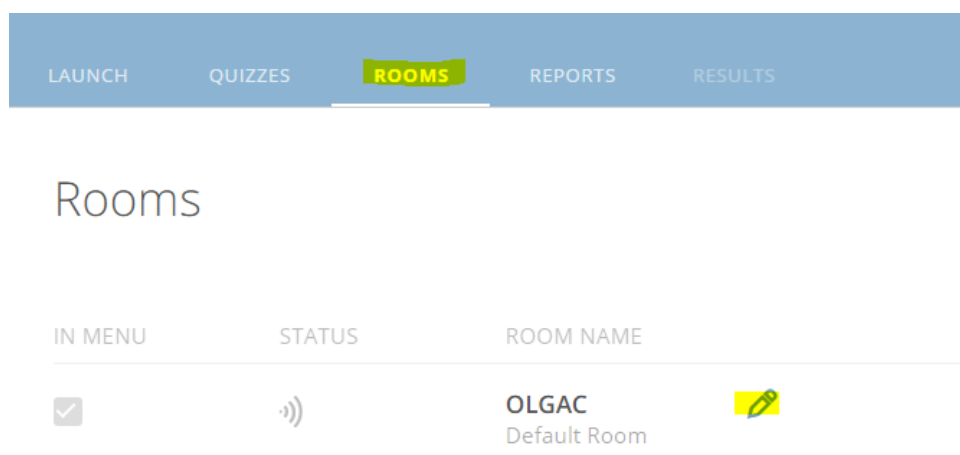 LAUNCH QUIZZES ROOMS REPORTS RESULTS
Rooms
IN MENU STATUS ROOM NAME
OLGAC
Default Room